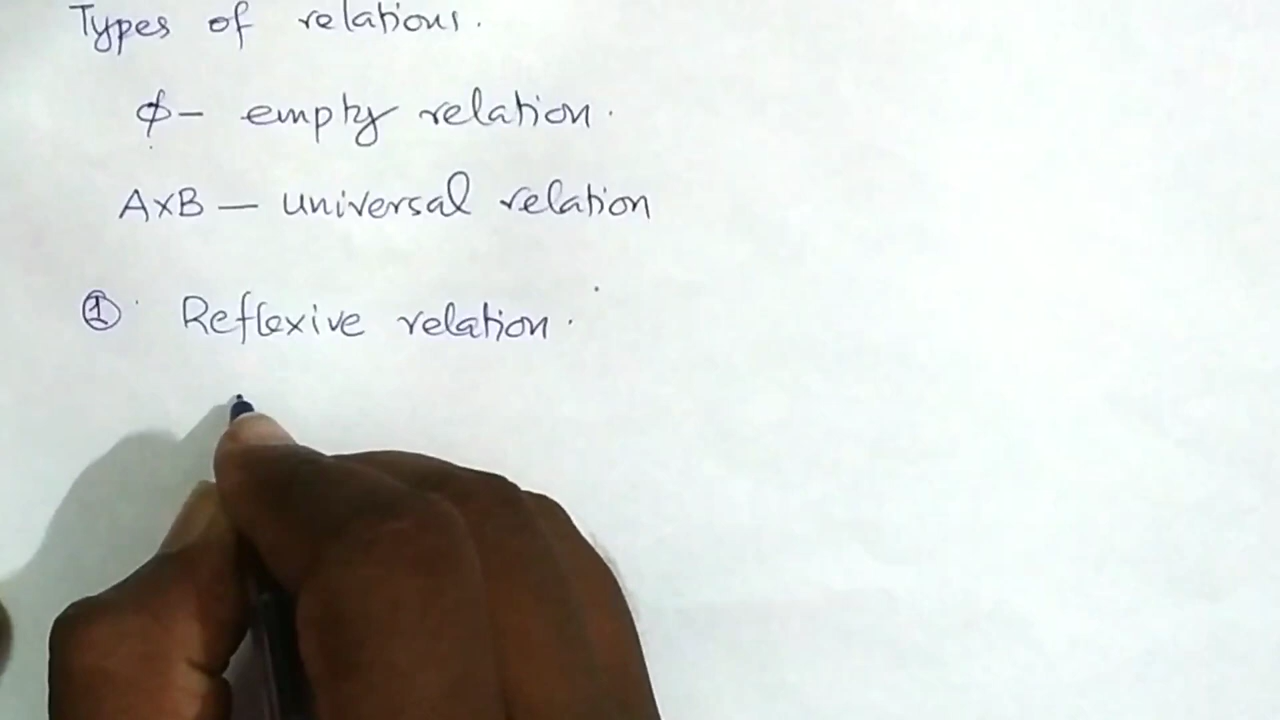 Types of relations.
ϕ - empty relation.
A×B — universal relation
① Reflexive relation.